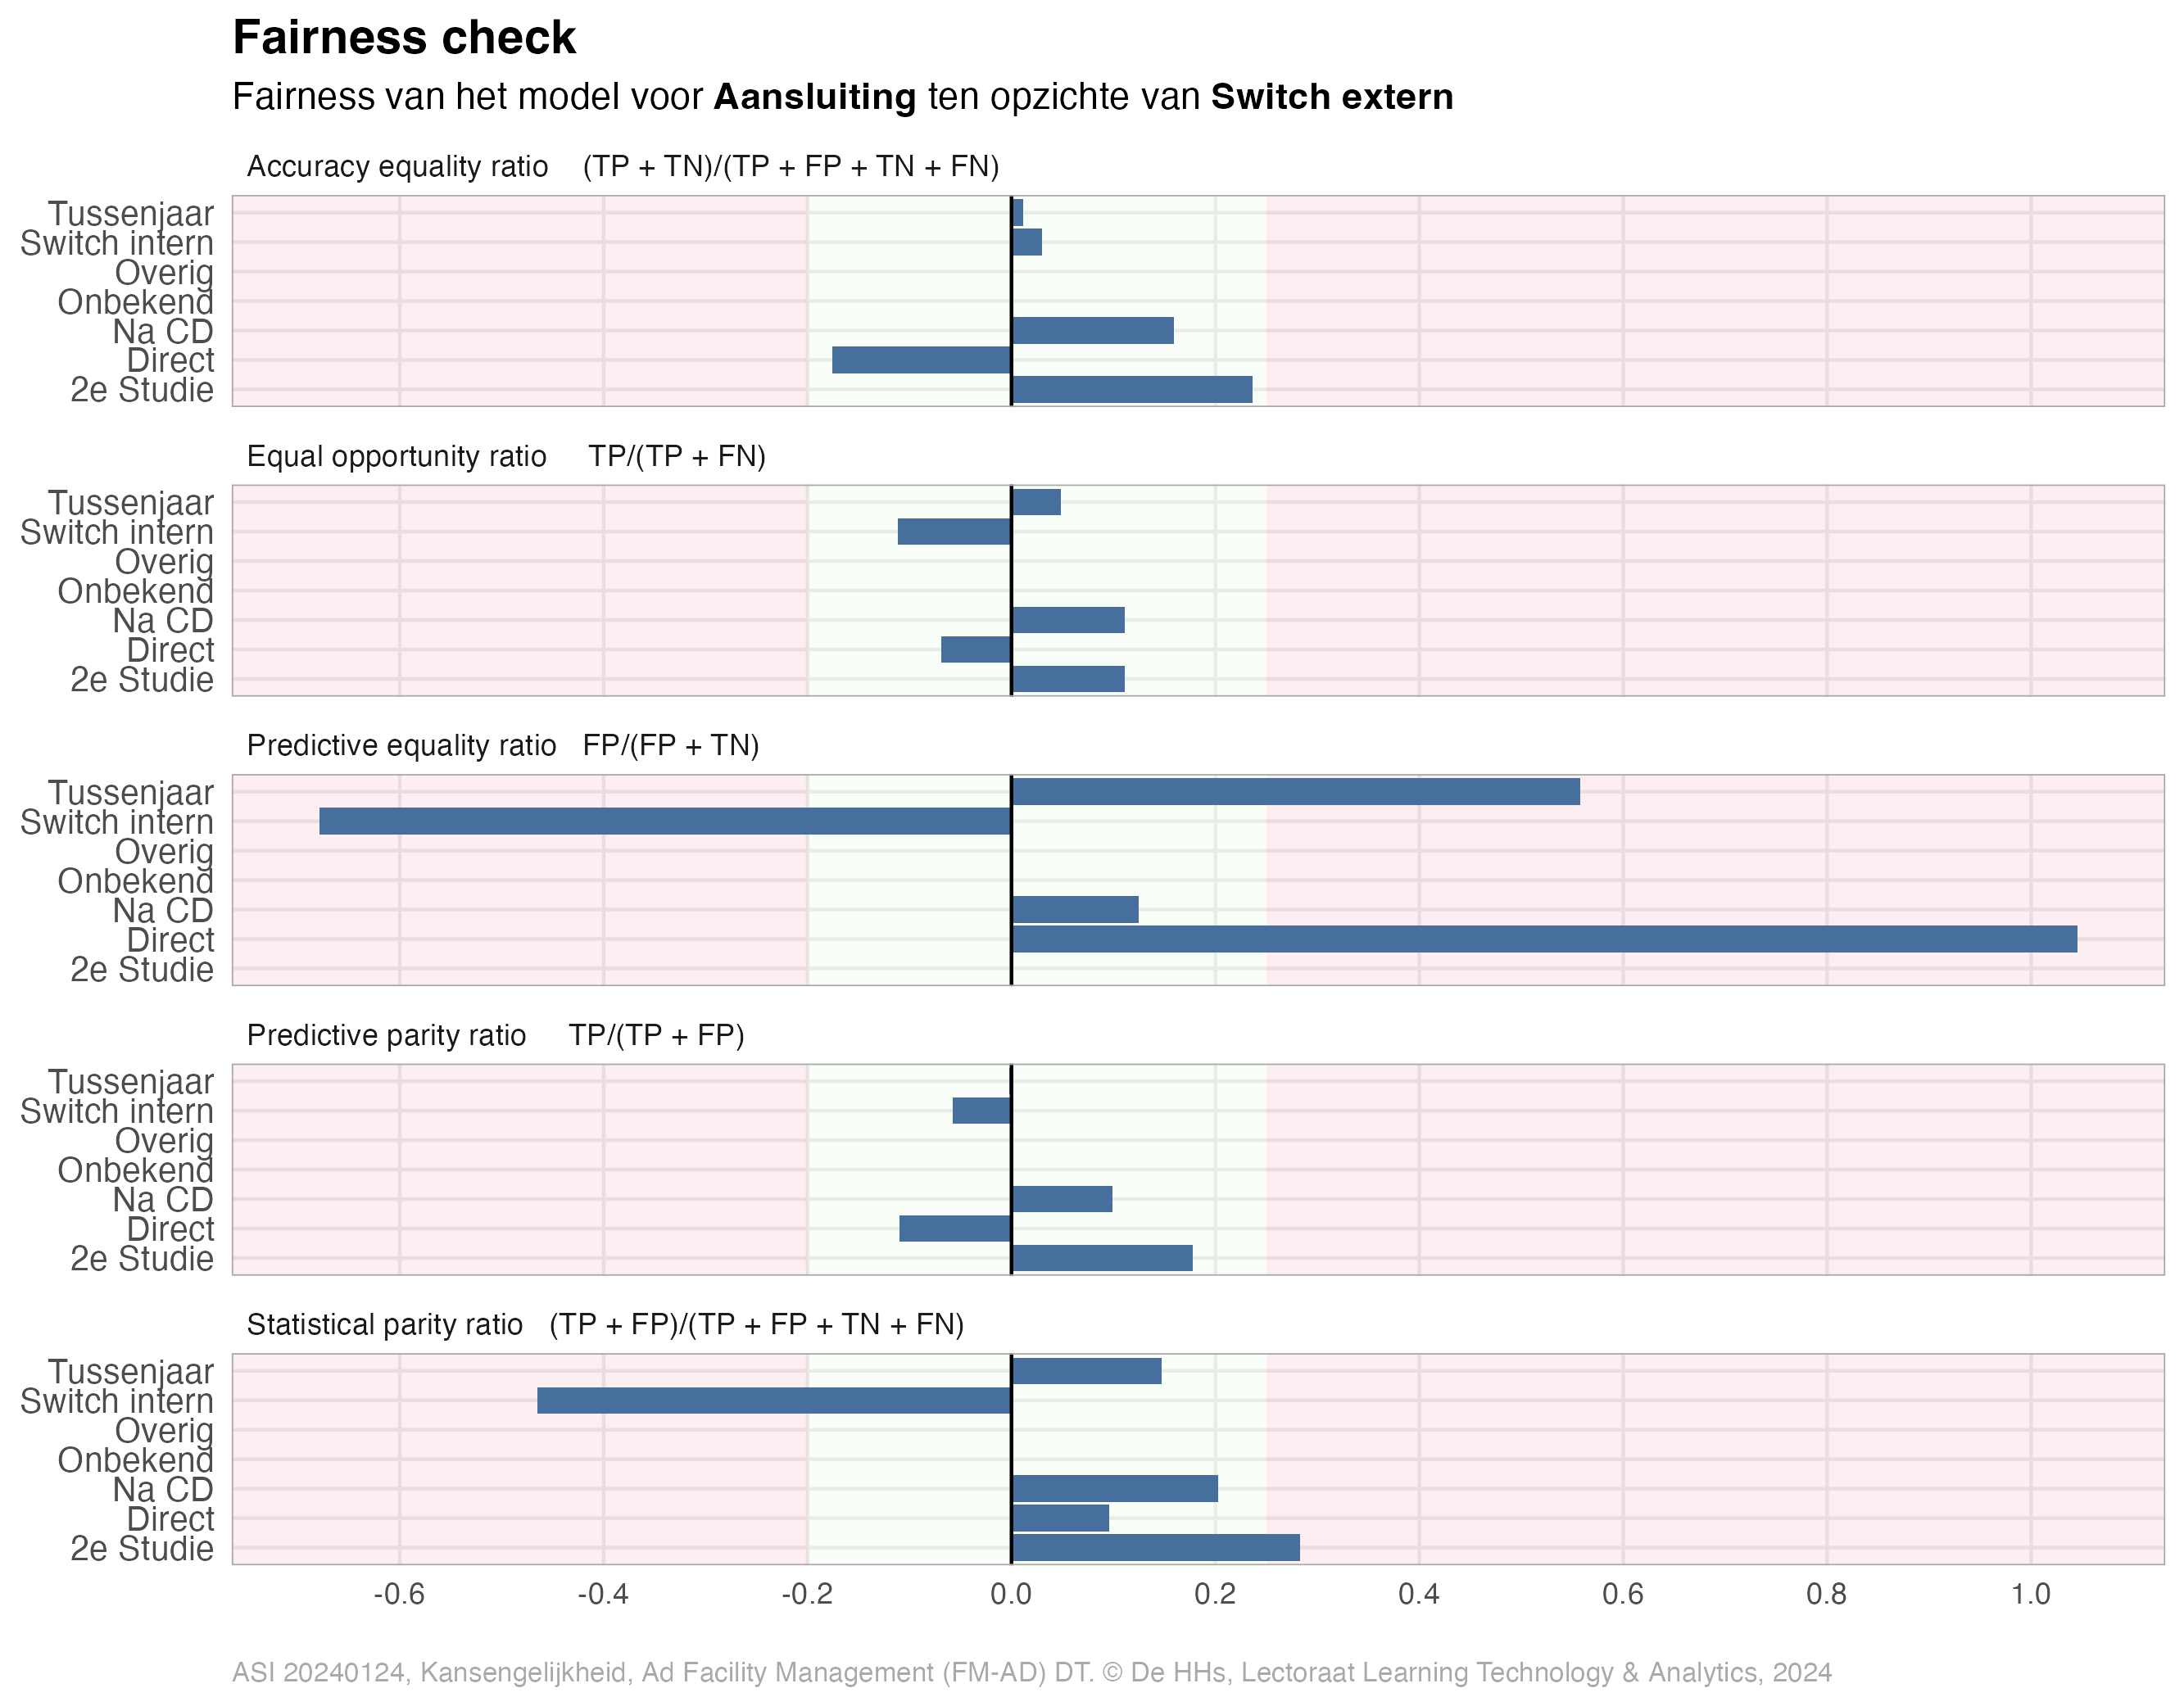 Fairness check
Fairness van het model voor Aansluiting ten opzichte van Switch extern
Accuracy equality ratio (TP + TN)/(TP + FP + TN + FN)
Tussenjaar
Switch intern
Overig
Onbekend
Na CD
Direct
2e Studie
Equal opportunity ratio TP/(TP + FN)
Tussenjaar
Switch intern
Overig
Onbekend
Na CD
Direct
2e Studie
Predictive equality ratio FP/(FP + TN)
Tussenjaar
Switch intern
Overig
Onbekend
Na CD
Direct
2e Studie
Predictive parity ratio TP/(TP + FP)
Tussenjaar
Switch intern
Overig
Onbekend
Na CD
Direct
2e Studie
Statistical parity ratio (TP + FP)/(TP + FP + TN + FN)
Tussenjaar
Switch intern
Overig
Onbekend
Na CD
Direct
2e Studie
-0.6 -0.4 -0.2 0.0 0.2 0.4 0.6 0.8 1.0
ASI 20240124, Kansengelijkheid, Ad Facility Management (FM-AD) DT. © De HHs, Lectoraat Learning Technology & Analytics, 2024